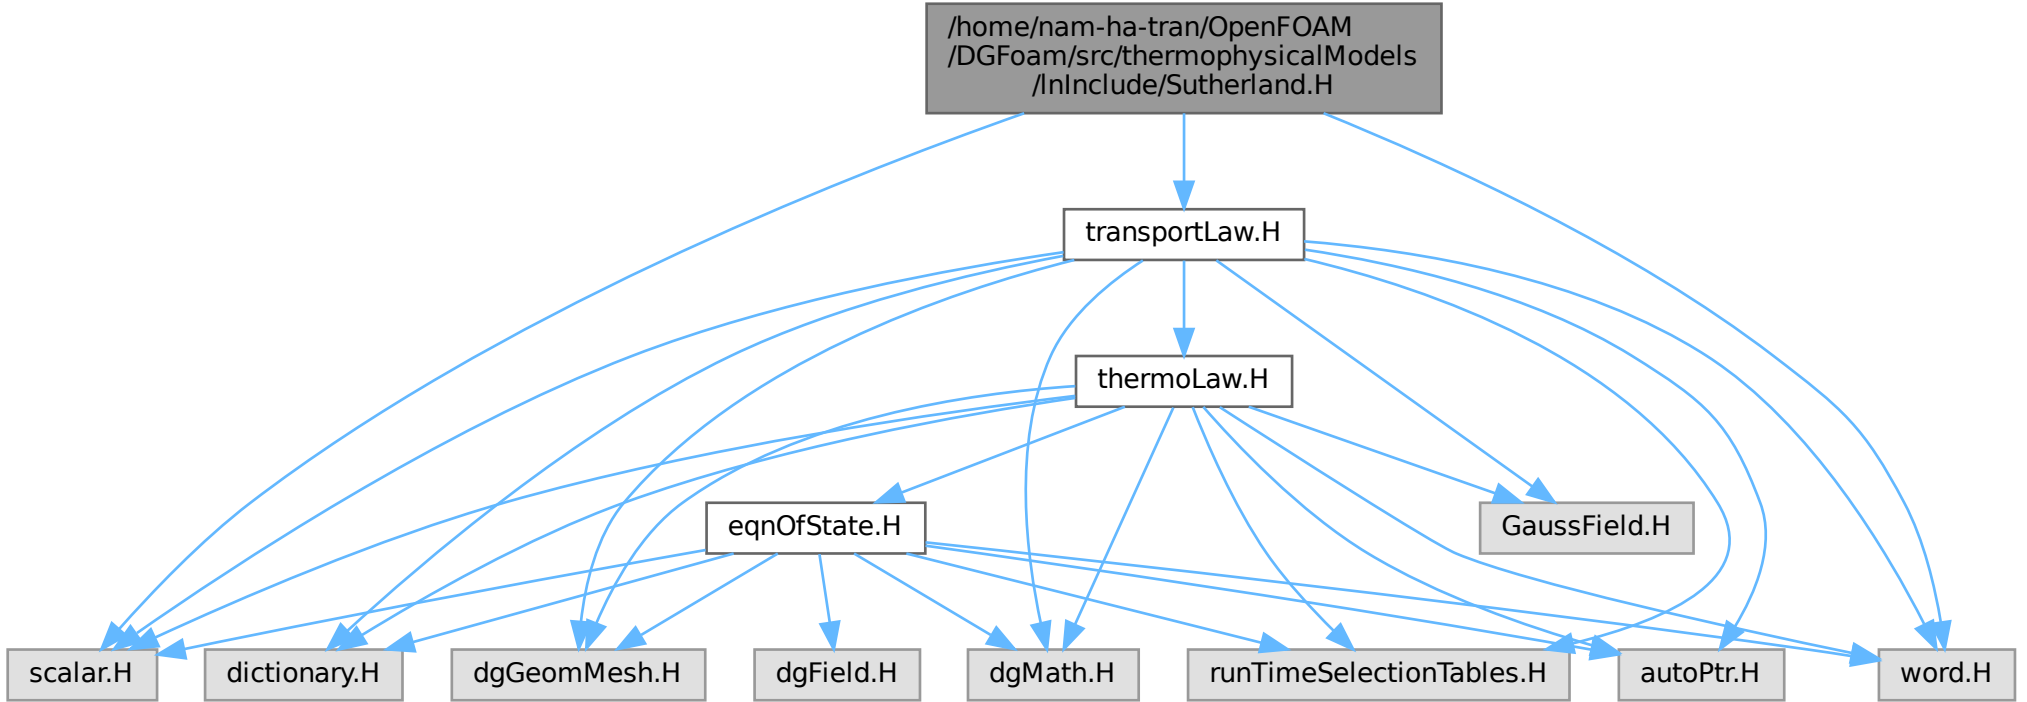 /home/nam-ha-tran/OpenFOAM
/DGFoam/src/thermophysicalModels
/lnInclude/Sutherland.H
transportLaw.H
thermoLaw.H
eqnOfState.H
GaussField.H
scalar.H
dictionary.H
dgGeomMesh.H
dgField.H
dgMath.H
runTimeSelectionTables.H
autoPtr.H
word.H